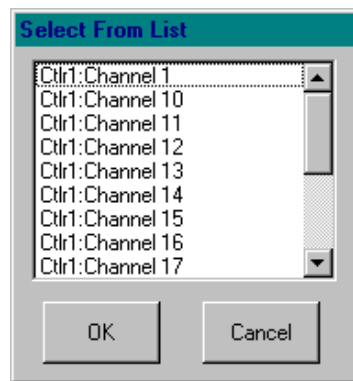 Select From List
Ctlr1:Channel 1
Ctlr1:Channel 10
Ctlr1:Channel 11
Ctlr1:Channel 12
Ctlr1:Channel 13
Ctlr1:Channel 14
Ctlr1:Channel 15
Ctlr1:Channel 16
Ctlr1:Channel 17
OK Cancel